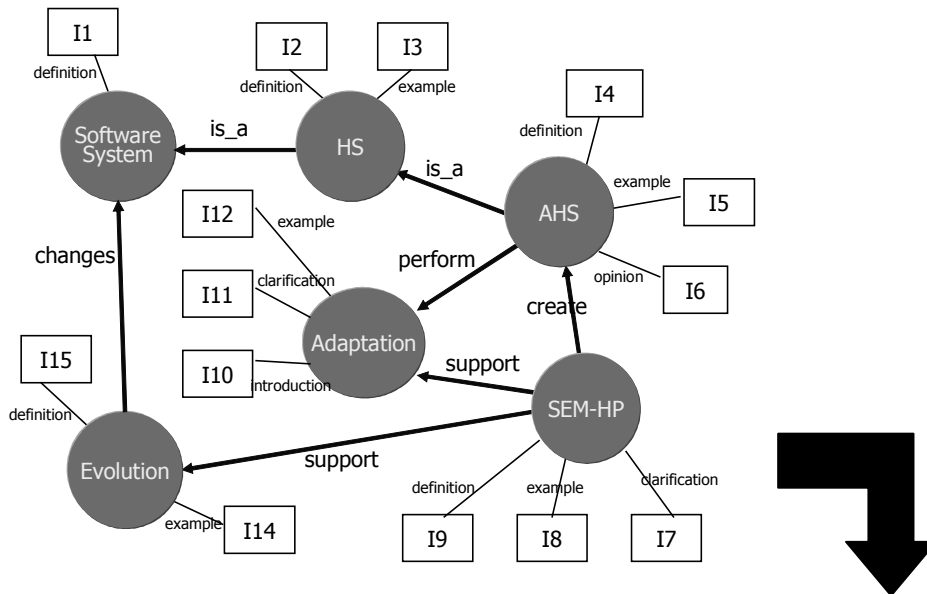 I1
I2
I3
definition
definition
example
I4
Software
System
is_a
HS
definition
is_a
example
I12
example
AHS
I5
changes
perform
clarification
opinion
I11
I6
create
Adaptation
I15
I10
support
introduction
definition
SEM-HP
support
Evolution
definition
example
clarification
example
I14
I9
I8
I7